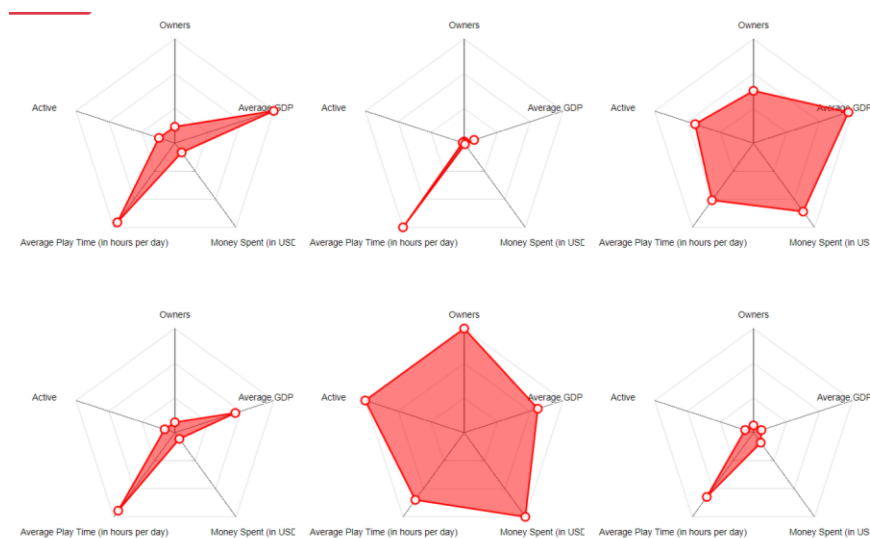 Owners
Owners
Owners
Active
Average GDP
Active
Average GDP
Active
Average GDP
Average Play Time (in hours per day)
Money Spent (in USD
Average Play Time (in hours per day)
Money Spent (in USD
Average Play Time (in hours per day)
Money Spent (in US
Owners
Owners
Owners
Active
Average GDP
Active
Average GDP
Active
Average GDP
Average Play Time (in hours per day)
Money Spent (in USD
Average Play Time (in hours per day)
Money Spent (in USD
Average Play Time (in hours per day)
Money Spent (in US